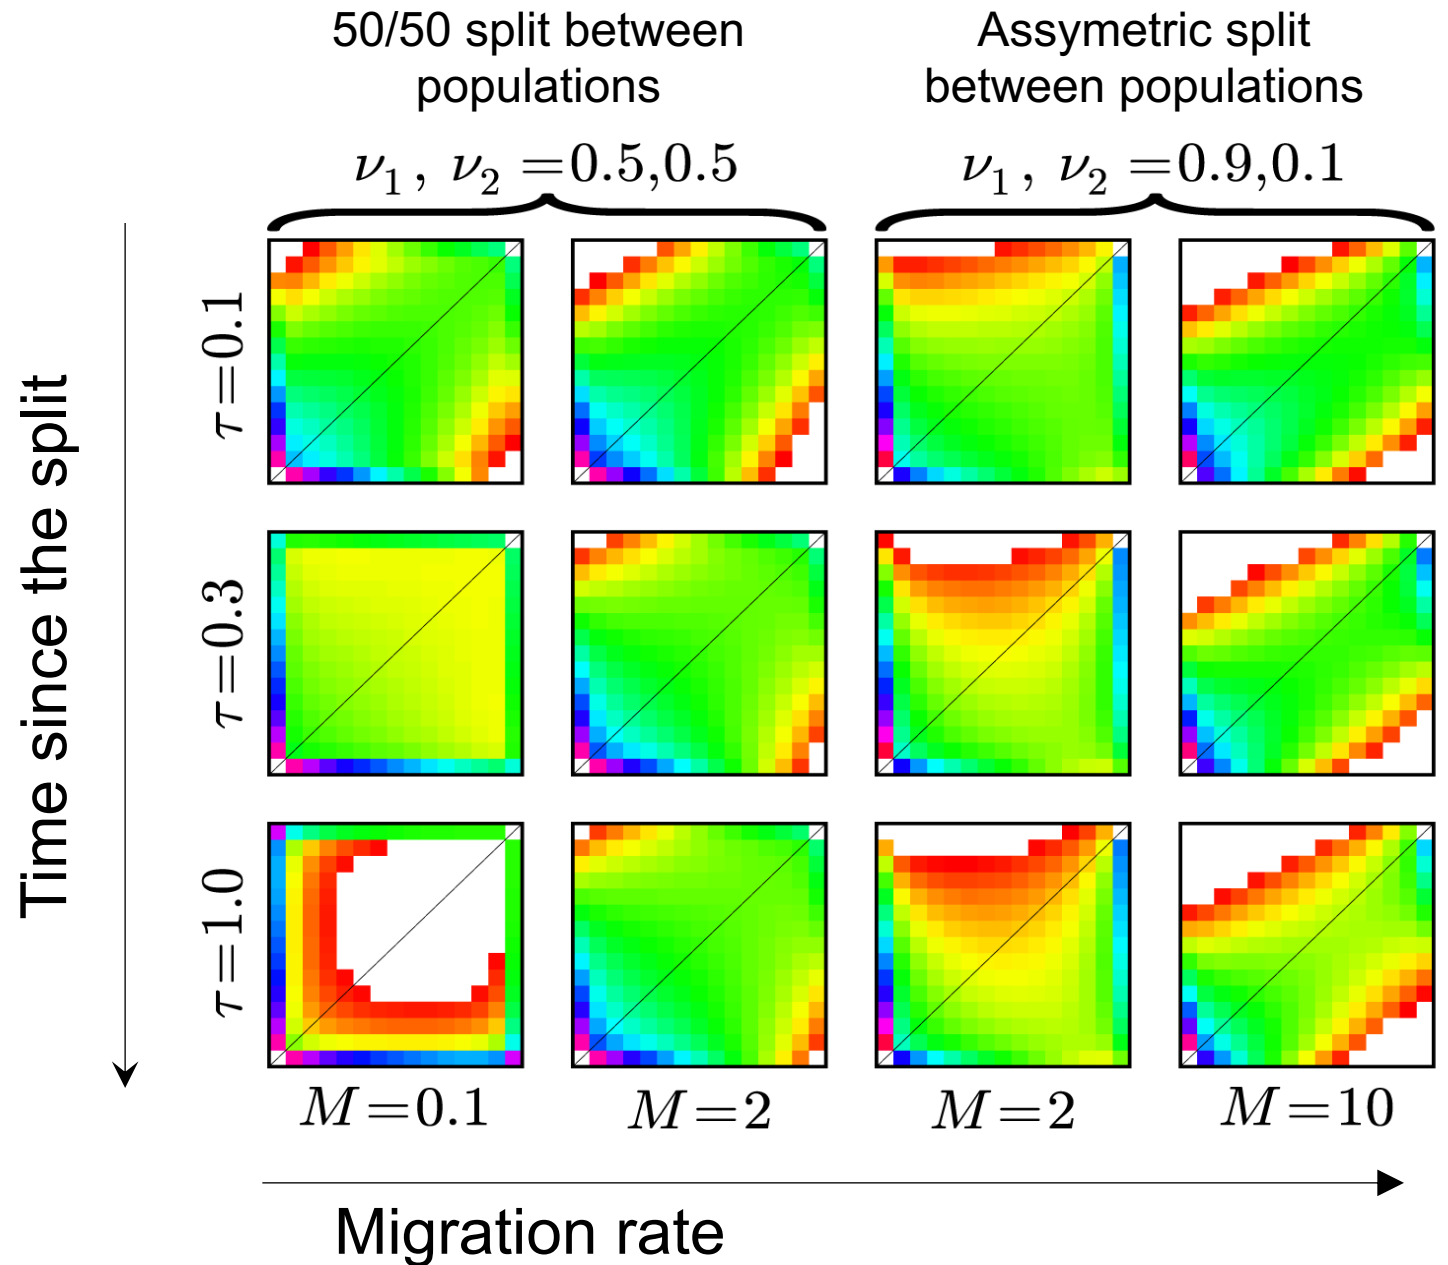 50/50 split between
populations
Assymetric split
between populations
ν₁, ν₂ =0.5,0.5
ν₁, ν₂ =0.9,0.1
Time since the split
τ=0.1
τ=0.3
τ=1.0
M=0.1
M=2
M=2
M=10
Migration rate